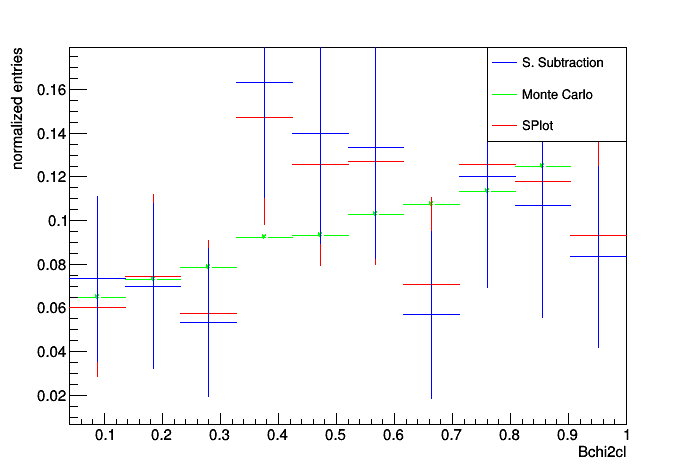 normalized entries
S. Subtraction
Monte Carlo
SPlot
0.16
0.14
0.12
0.1
0.08
0.06
0.04
0.02
0.1 0.2 0.3 0.4 0.5 0.6 0.7 0.8 0.9 1
Bchi2cl